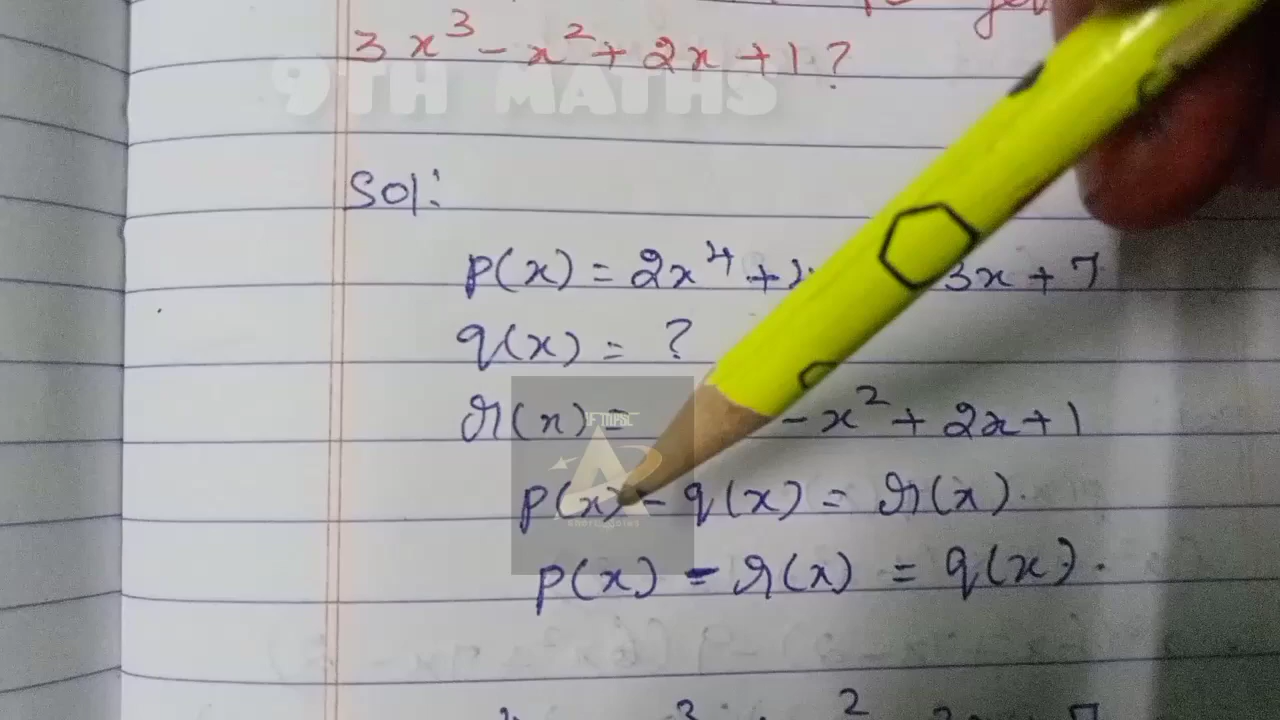 3x³ - x² + 2x + 1 ?
9TH MATHS
Sol:
p(x) = 2x⁴ + 3x + 7
q(x) = ?
r(x) = - x² + 2x + 1
p(x) - q(x) = r(x).
p(x) - r(x) = q(x).